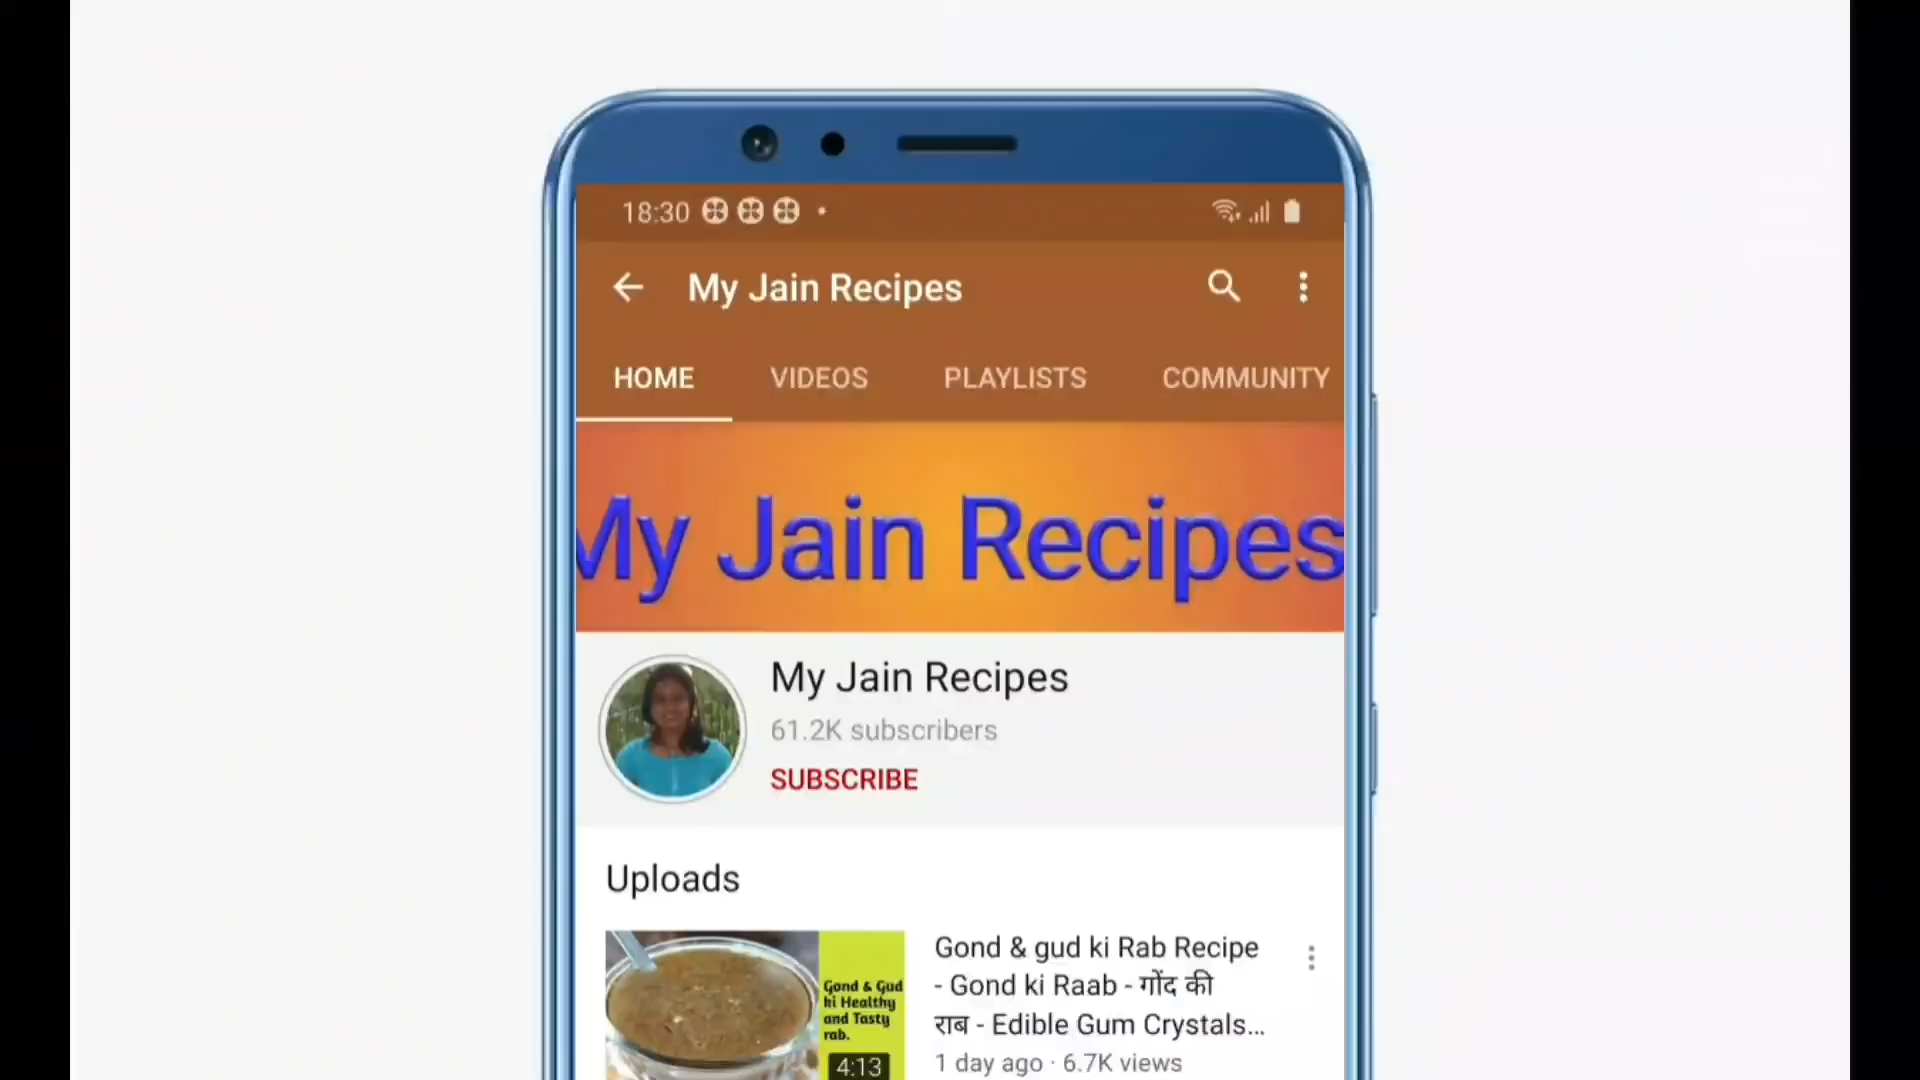 18:30
My Jain Recipes
HOME VIDEOS PLAYLISTS COMMUNITY
My Jain Recipes
My Jain Recipes
61.2K subscribers
SUBSCRIBE
Uploads
Gond & Gud
ki Healthy
and Tasty
rab.
4:13
Gond & gud ki Rab Recipe
- Gond ki Raab - गोंद की
राब - Edible Gum Crystals...
1 day ago · 6.7K views